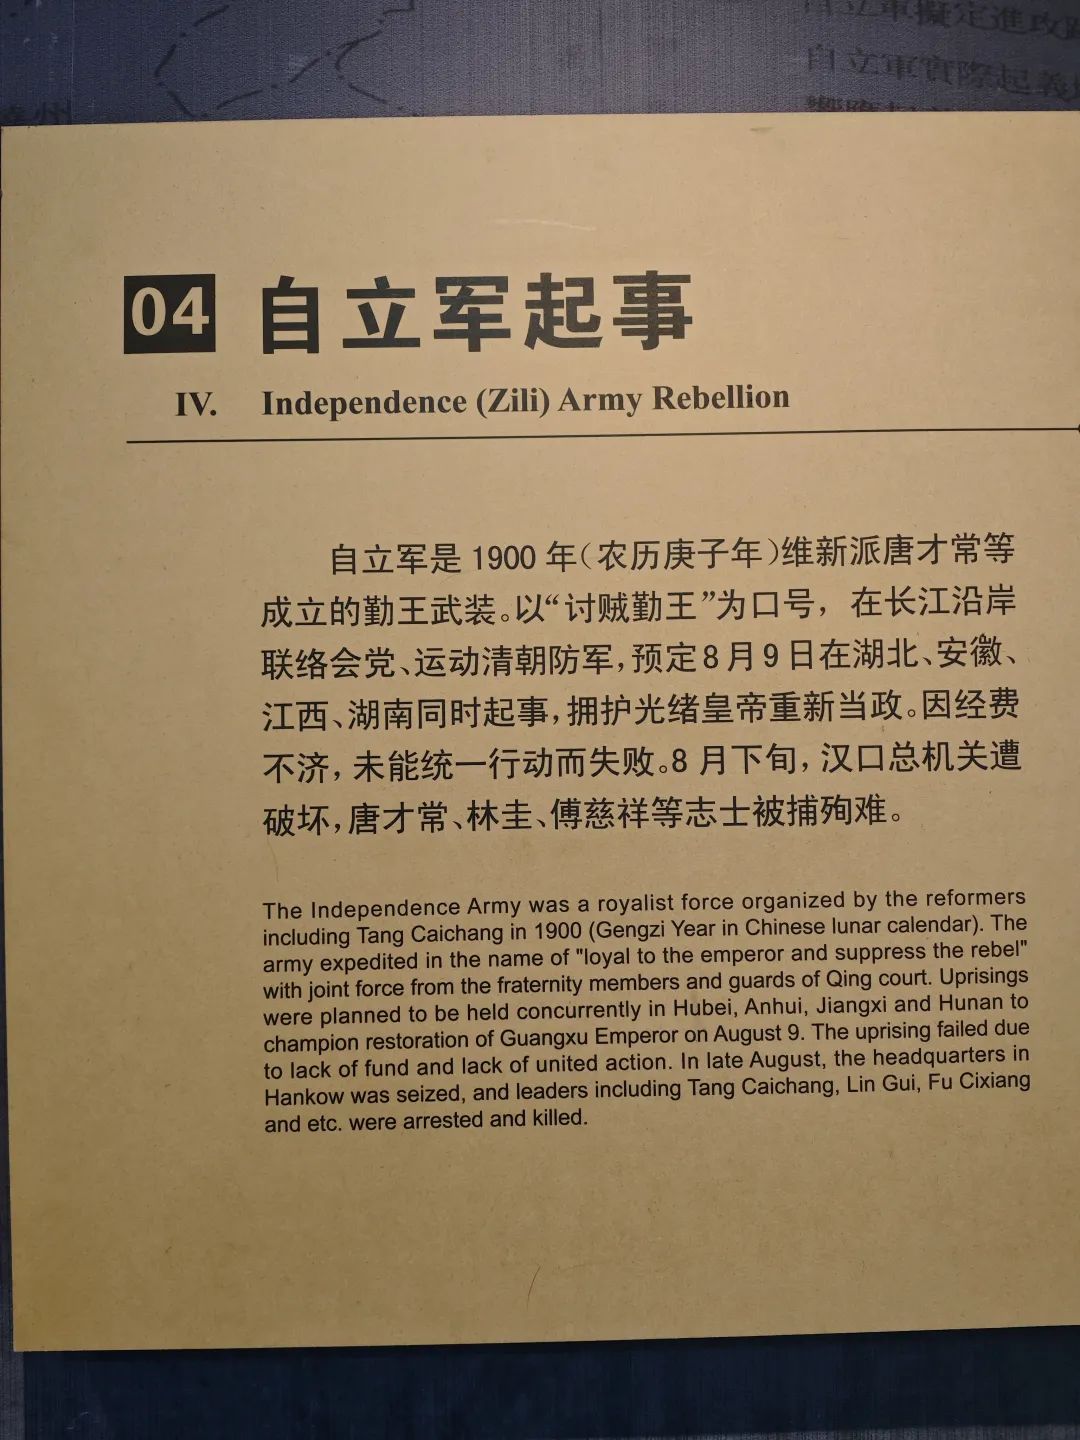 自立軍擬定進攻路
自立軍實際起義
州
04 自立军起事
IV. Independence (Zili) Army Rebellion
自立军是1900年（农历庚子年）维新派唐才常等
成立的勤王武装。以“讨贼勤王”为口号，在长江沿岸
联络会党、运动清朝防军，预定8月9日在湖北、安徽、
江西、湖南同时起事，拥护光绪皇帝重新当政。因经费
不济，未能统一行动而失败。8月下旬，汉口总机关遭
破坏，唐才常、林圭、傅慈祥等志士被捕殉难。
The Independence Army was a royalist force organized by the reformers
including Tang Caichang in 1900 (Gengzi Year in Chinese lunar calendar). The
army expedited in the name of "loyal to the emperor and suppress the rebel"
with joint force from the fraternity members and guards of Qing court. Uprisings
were planned to be held concurrently in Hubei, Anhui, Jiangxi and Hunan to
champion restoration of Guangxu Emperor on August 9. The uprising failed due
to lack of fund and lack of united action. In late August, the headquarters in
Hankow was seized, and leaders including Tang Caichang, Lin Gui, Fu Cixiang
and etc. were arrested and killed.